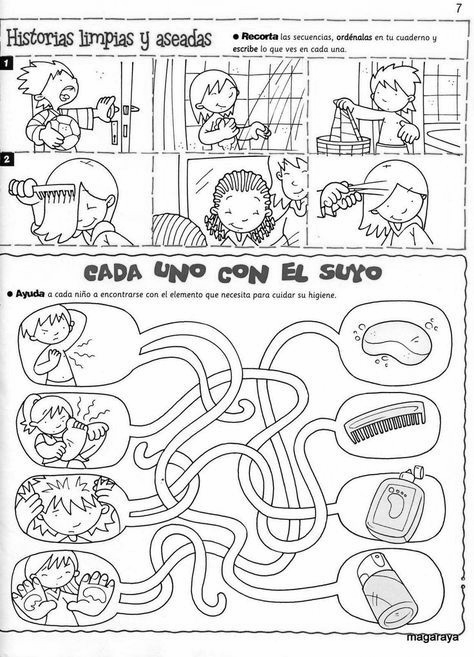 7
Historias limpias y aseadas
● Recorta las secuencias, ordénalas en tu cuaderno y
escribe lo que ves en cada una.
1
2
CADA UNO CON EL SUYO
● Ayuda a cada niño a encontrarse con el elemento que necesita para cuidar su higiene.
magaraya